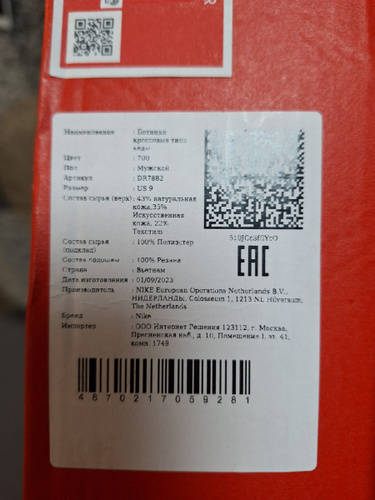 Наименование : Ботинки
кроссовые типа
кеды
Цвет : 700
Пол : Мужской
Артикул : DR7882
Размер : US 9
Состав сырья (верх) : 43% натуральная
кожа,35%
Искусственная
кожа, 22%
Текстиль
Состав сырья : 100% Полиэстер
(подклад)
Состав подошвы : 100% Резина
Страна : Вьетнам
Дата изготовления : 01/09/2023
Производитель : NIKE European Operations Netherlands B.V.,
НИДЕРЛАНДЫ, Colosseum 1, 1213 NL Hilversum,
The Netherlands
Бренд : Nike
Импортер : ООО Интернет Решения 123112, г. Москва,
Пресненская наб., д. 10, Помещение I, эт. 41,
комн. 1749
EAC
4670217059281